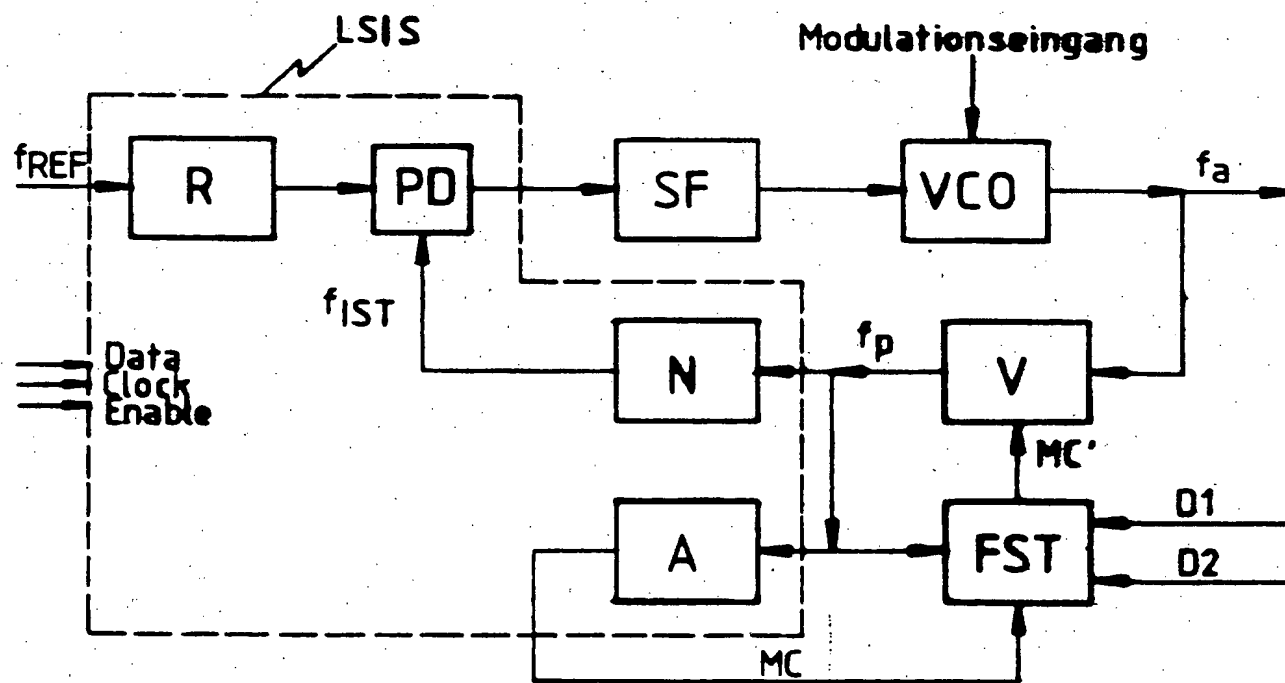 LSIS
Modulationseingang
fREF
R
PD
SF
VCO
fa
fIST
N
fp
V
Data
Clock
Enable
MC'
A
FST
D1
D2
MC